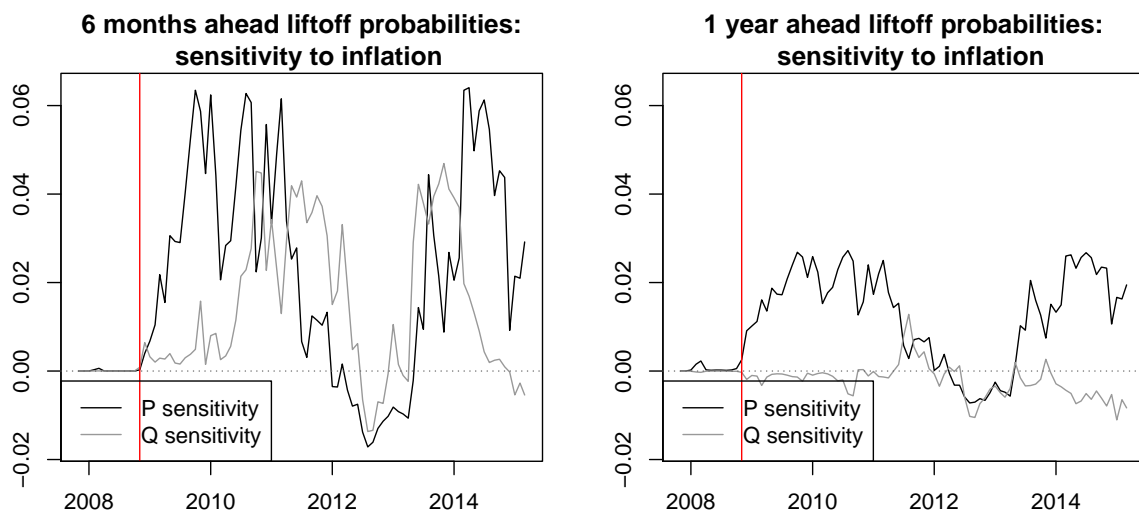 6 months ahead liftoff probabilities:
sensitivity to inflation
0.06
0.04
0.02
0.00
−0.02
P sensitivity
Q sensitivity
2008 2010 2012 2014
1 year ahead liftoff probabilities:
sensitivity to inflation
0.06
0.04
0.02
0.00
−0.02
P sensitivity
Q sensitivity
2008 2010 2012 2014